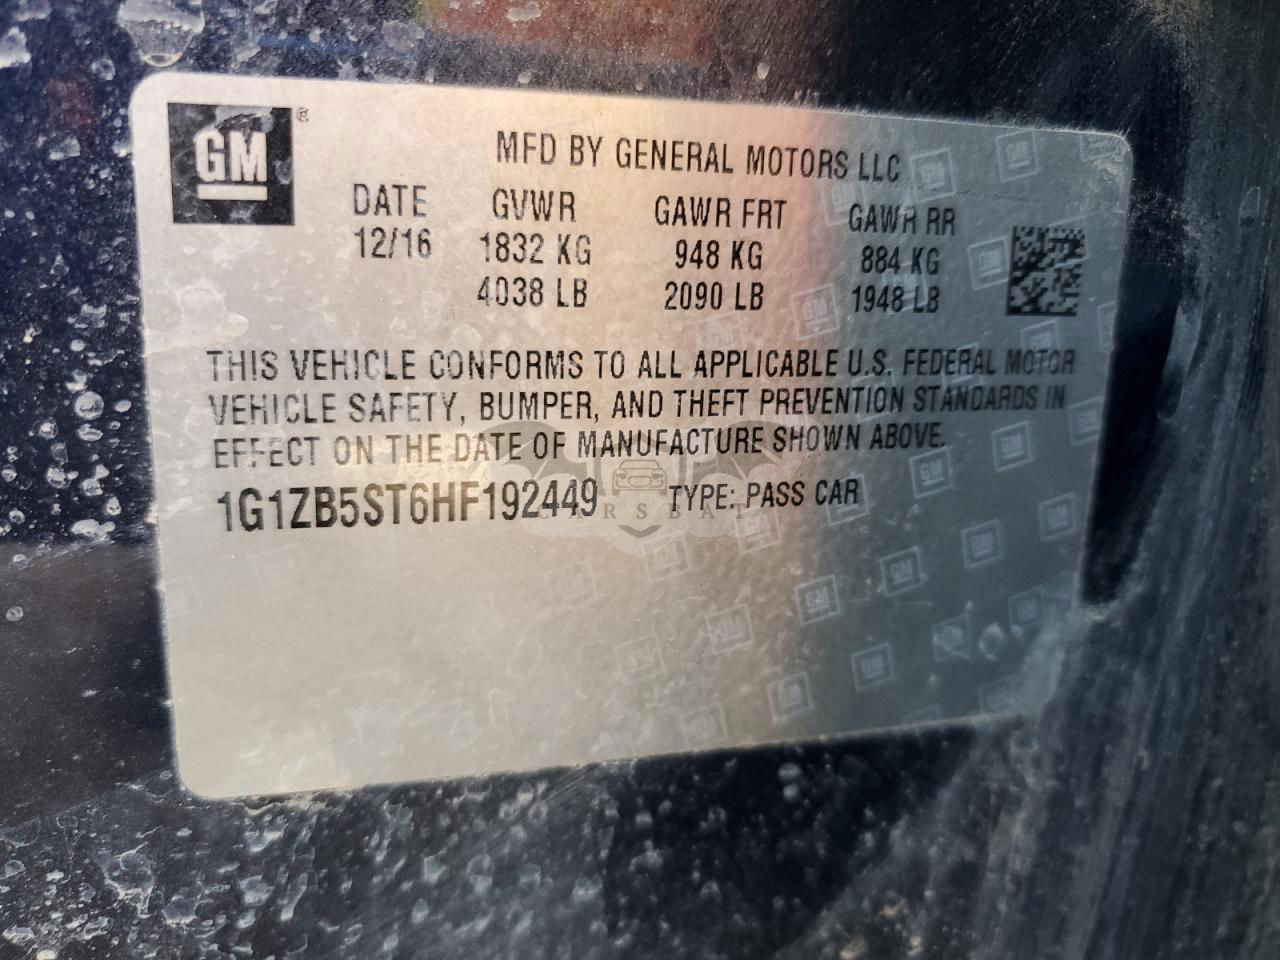 GM®
MFD BY GENERAL MOTORS LLC
DATE GVWR GAWR FRT GAWR RR
12/16 1832 KG 948 KG 884 KG
4038 LB 2090 LB 1948 LB
THIS VEHICLE CONFORMS TO ALL APPLICABLE U.S. FEDERAL MOTOR
VEHICLE SAFETY, BUMPER, AND THEFT PREVENTION STANDARDS IN
EFFECT ON THE DATE OF MANUFACTURE SHOWN ABOVE.
1G1ZB5ST6HF192449 TYPE: PASS CAR
CARSBAT